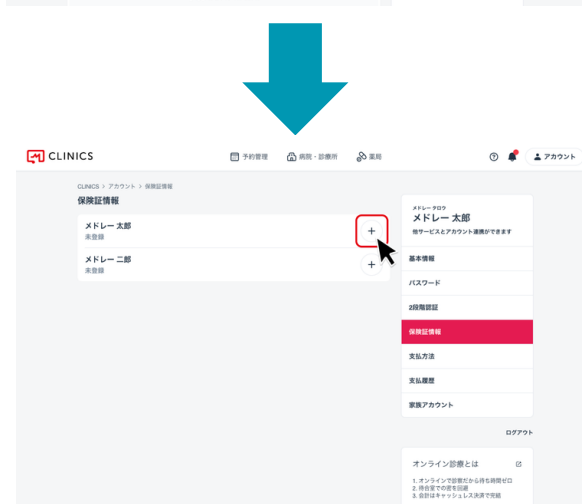 CLINICS
予約管理
病院・診療所
薬局
アカウント
CLINICS > アカウント > 保険証情報
保険証情報
メドレー 太郎
未登録
メドレー 二郎
未登録
メドレー タロウ
メドレー 太郎
他サービスとアカウント連携ができます
基本情報
パスワード
2段階認証
保険証情報
支払方法
支払履歴
家族アカウント
ログアウト
オンライン診療とは
1. オンラインで診察だから待ち時間ゼロ
2. 待合室での密を回避
3. 会計はキャッシュレス決済で完結